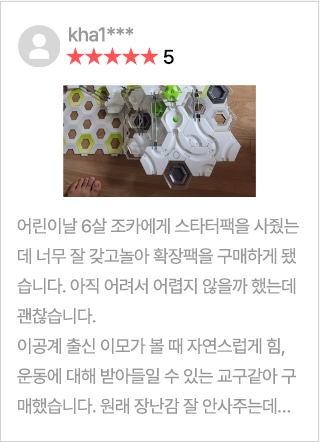 kha1***
★★★★★ 5
어린이날 6살 조카에게 스타터팩을 사줬는
데 너무 잘 갖고놀아 확장팩을 구매하게 됐
습니다. 아직 어려서 어렵지 않을까 했는데
괜찮습니다.
이공계 출신 이모가 볼 때 자연스럽게 힘,
운동에 대해 받아들일 수 있는 교구같아 구
매했습니다. 원래 장난감 잘 안사주는데...